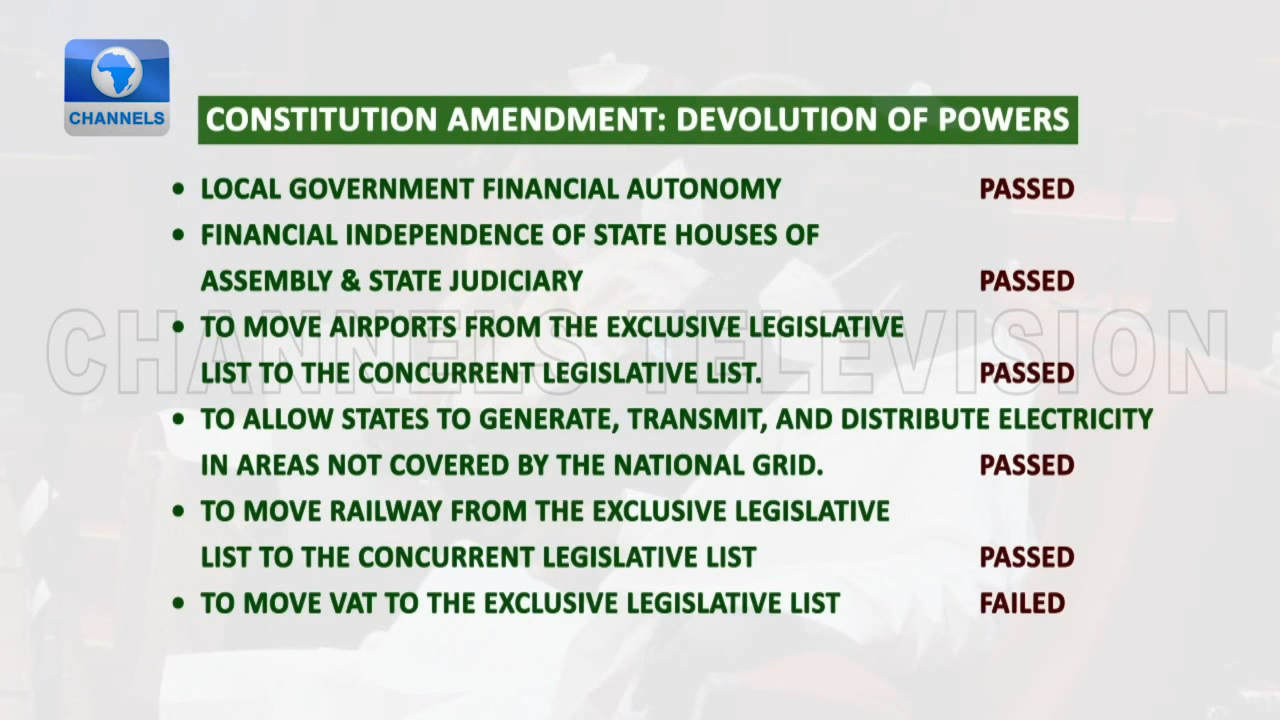 CHANNELS
CONSTITUTION AMENDMENT: DEVOLUTION OF POWERS
• LOCAL GOVERNMENT FINANCIAL AUTONOMY PASSED
• FINANCIAL INDEPENDENCE OF STATE HOUSES OF
ASSEMBLY & STATE JUDICIARY PASSED
• TO MOVE AIRPORTS FROM THE EXCLUSIVE LEGISLATIVE
CHANNELS TELEVISION
LIST TO THE CONCURRENT LEGISLATIVE LIST. PASSED
• TO ALLOW STATES TO GENERATE, TRANSMIT, AND DISTRIBUTE ELECTRICITY
IN AREAS NOT COVERED BY THE NATIONAL GRID. PASSED
• TO MOVE RAILWAY FROM THE EXCLUSIVE LEGISLATIVE
LIST TO THE CONCURRENT LEGISLATIVE LIST PASSED
• TO MOVE VAT TO THE EXCLUSIVE LEGISLATIVE LIST FAILED